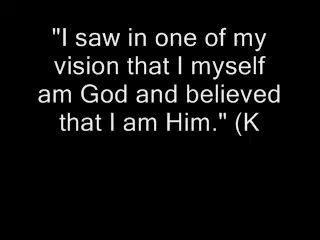 "I saw in one of my
vision that I myself
am God and believed
that I am Him." (K